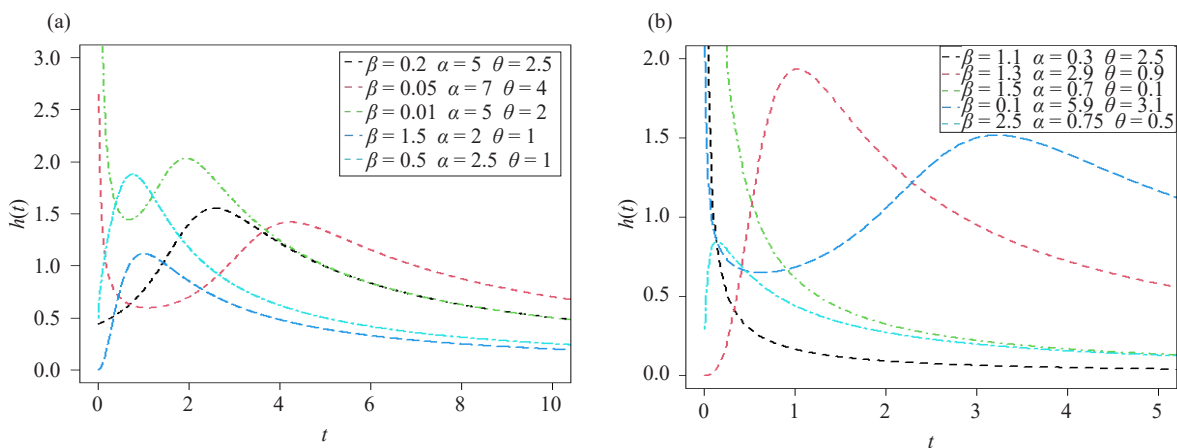 (a)
3.0
2.5
2.0
1.5
1.0
0.5
0.0
h(t)
0 2 4 6 8 10
t
β = 0.2 α = 5 θ = 2.5
β = 0.05 α = 7 θ = 4
β = 0.01 α = 5 θ = 2
β = 1.5 α = 2 θ = 1
β = 0.5 α = 2.5 θ = 1
(b)
2.0
1.5
1.0
0.5
0.0
h(t)
0 1 2 3 4 5
t
β = 1.1 α = 0.3 θ = 2.5
β = 1.3 α = 2.9 θ = 0.9
β = 1.5 α = 0.7 θ = 0.1
β = 0.1 α = 5.9 θ = 3.1
β = 2.5 α = 0.75 θ = 0.5